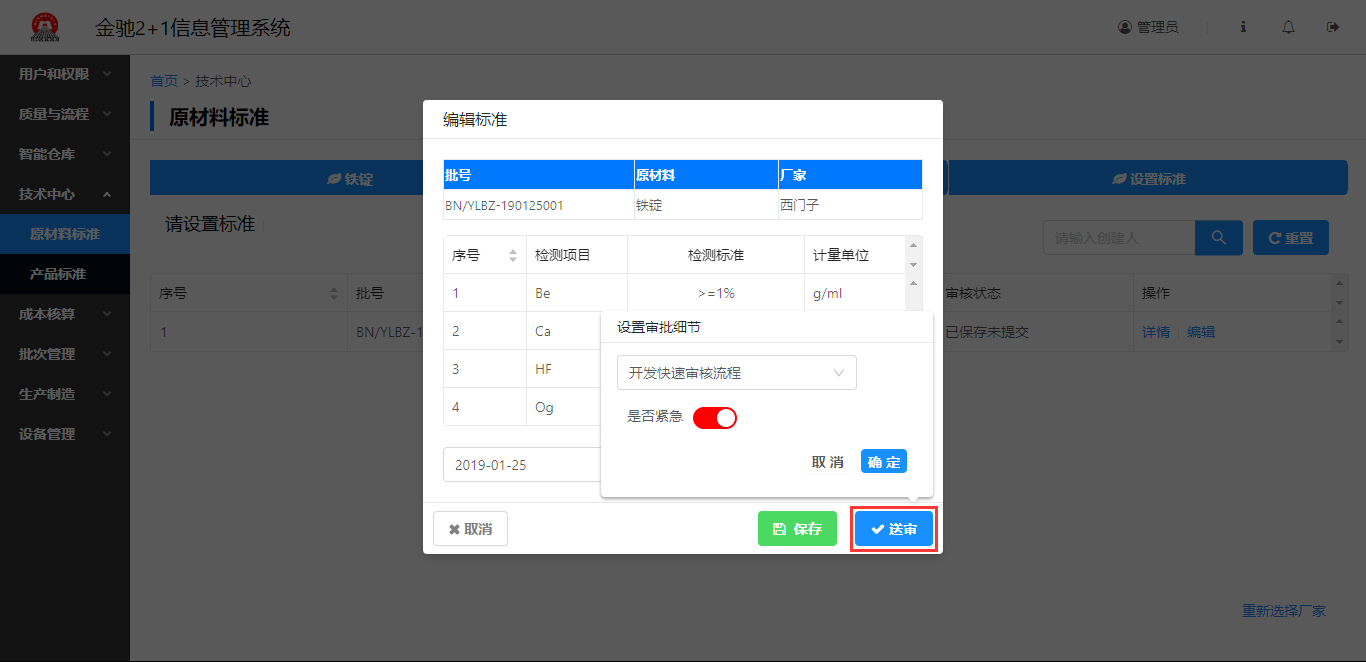 金驰2+1信息管理系统
管理员
用户和权限
质量与流程
智能仓库
技术中心
原材料标准
产品标准
成本核算
批次管理
生产制造
设备管理
首页 > 技术中心
原材料标准
铁锭
设置标准
请设置标准
请输入创建人
重置
序号 批号 审核状态 操作
1 BN/YLBZ-1 已保存未提交 详情 编辑
重新选择厂家
编辑标准
批号 原材料 厂家
BN/YLBZ-190125001 铁锭 西门子
序号 检测项目 检测标准 计量单位
1 Be >=1% g/ml
2 Ca
3 HF
4 Og
2019-01-25
设置审批细节
开发快速审核流程
是否紧急
取消 确定
取消 保存 送审